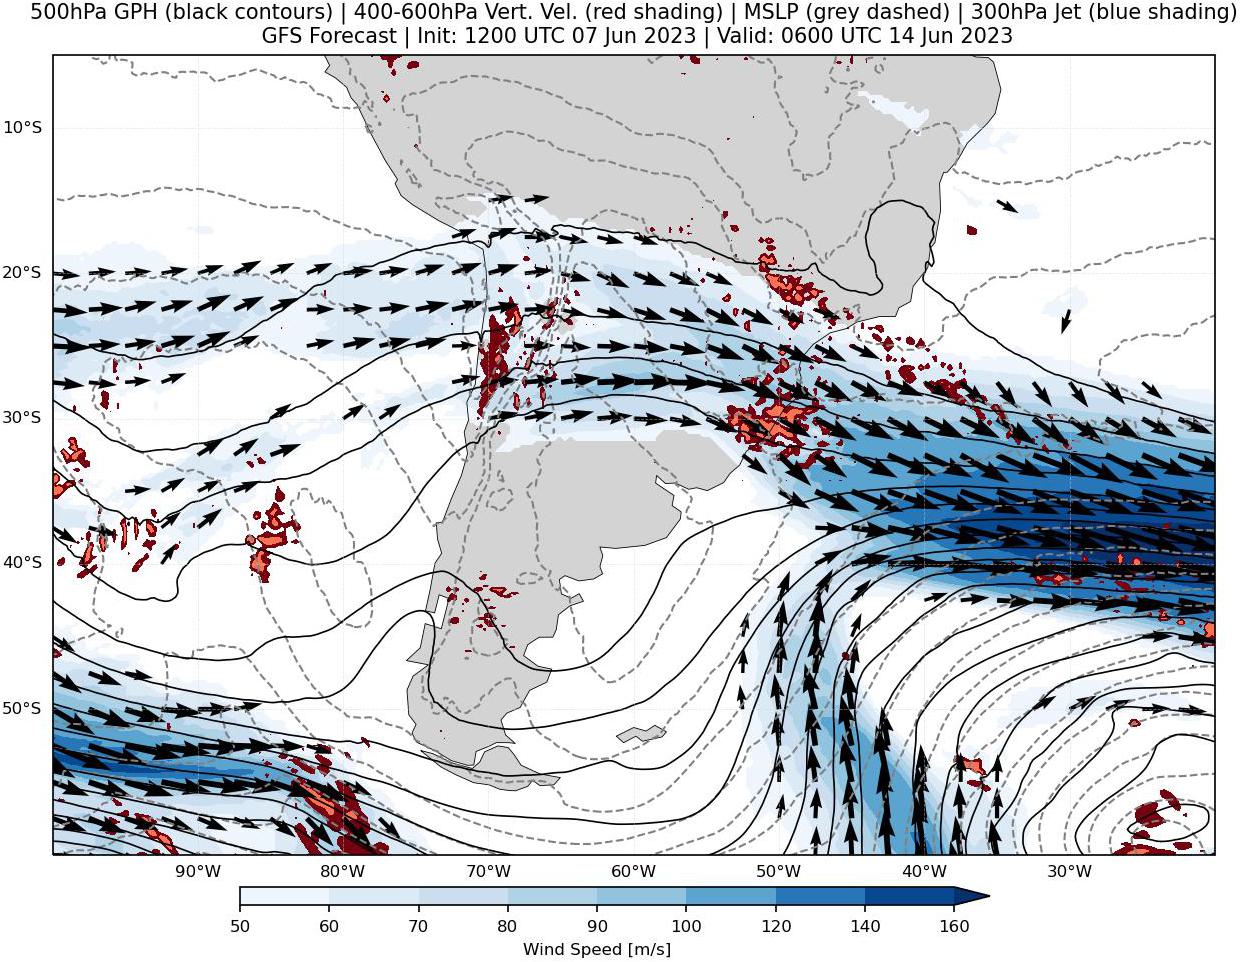 500hPa GPH (black contours) | 400-600hPa Vert. Vel. (red shading) | MSLP (grey dashed) | 300hPa Jet (blue shading)
GFS Forecast | Init: 1200 UTC 07 Jun 2023 | Valid: 0600 UTC 14 Jun 2023
10°S
20°S
30°S
40°S
50°S
90°W 80°W 70°W 60°W 50°W 40°W 30°W
50 60 70 80 90 100 120 140 160
Wind Speed [m/s]